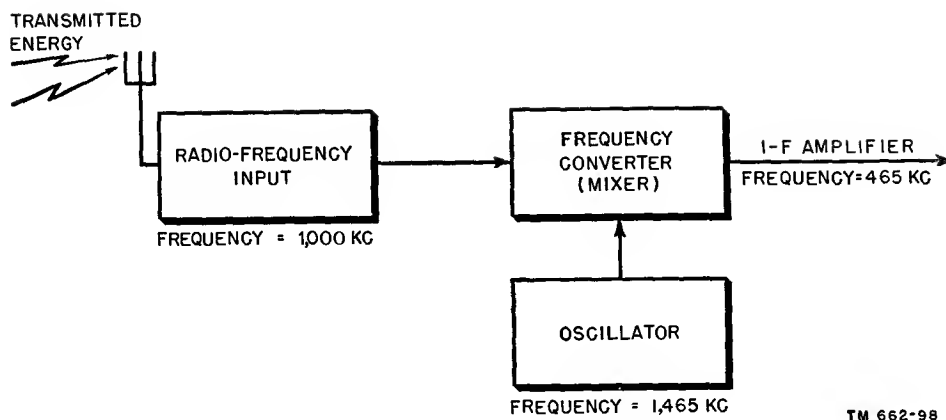 TRANSMITTED
ENERGY
RADIO-FREQUENCY
INPUT
FREQUENCY = 1,000 KC
FREQUENCY
CONVERTER
(MIXER)
I-F AMPLIFIER
FREQUENCY=465 KC
OSCILLATOR
FREQUENCY = 1,465 KC
TM 662-98